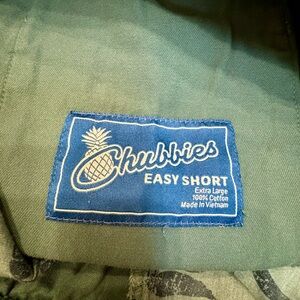 Chubbies
EASY SHORT
Extra Large
100% Cotton
Made in Vietnam